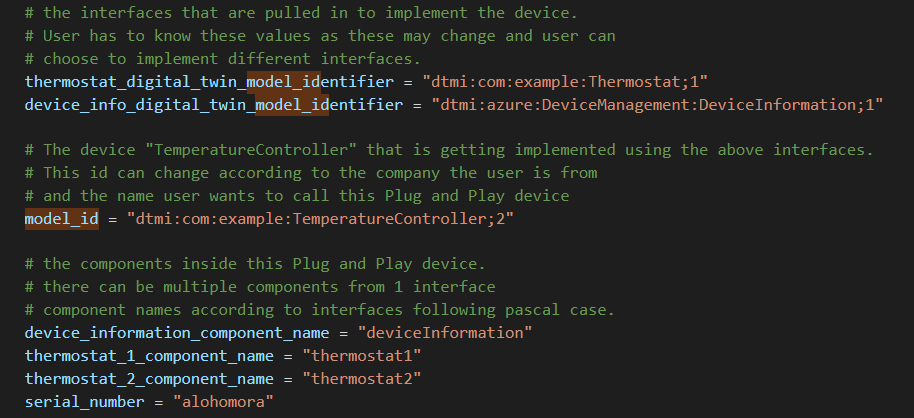 # the interfaces that are pulled in to implement the device.
# User has to know these values as these may change and user can
# choose to implement different interfaces.
thermostat_digital_twin_model_identifier = "dtmi:com:example:Thermostat;1"
device_info_digital_twin_model_identifier = "dtmi:azure:DeviceManagement:DeviceInformation;1"
# The device "TemperatureController" that is getting implemented using the above interfaces.
# This id can change according to the company the user is from
# and the name user wants to call this Plug and Play device
model_id = "dtmi:com:example:TemperatureController;2"
# the components inside this Plug and Play device.
# there can be multiple components from 1 interface
# component names according to interfaces following pascal case.
device_information_component_name = "deviceInformation"
thermostat_1_component_name = "thermostat1"
thermostat_2_component_name = "thermostat2"
serial_number = "alohomora"